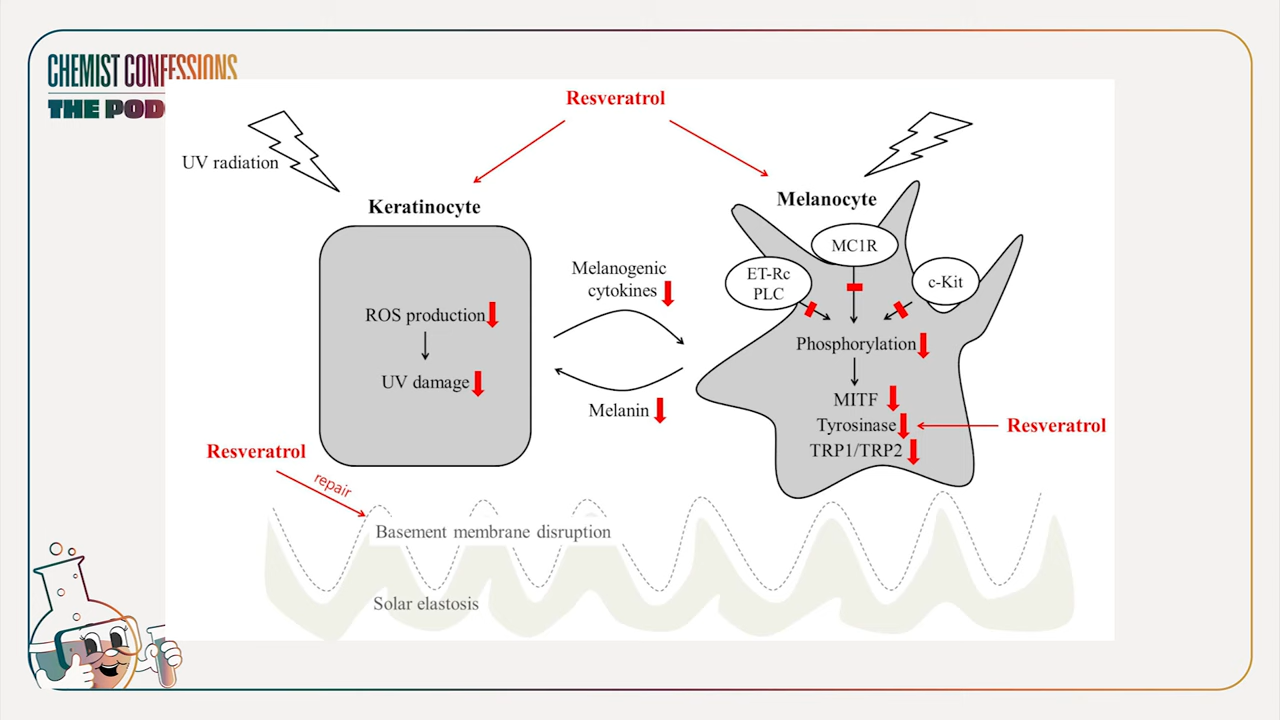 CHEMIST CONFESSIONS
THE POD
Resveratrol
UV radiation
Keratinocyte
Melanocyte
MC1R
ET-Rc
PLC
c-Kit
Melanogenic
cytokines
ROS production
UV damage
Phosphorylation
MITF
Tyrosinase
TRP1/TRP2
Resveratrol
Melanin
Resveratrol
repair
Basement membrane disruption
Solar elastosis